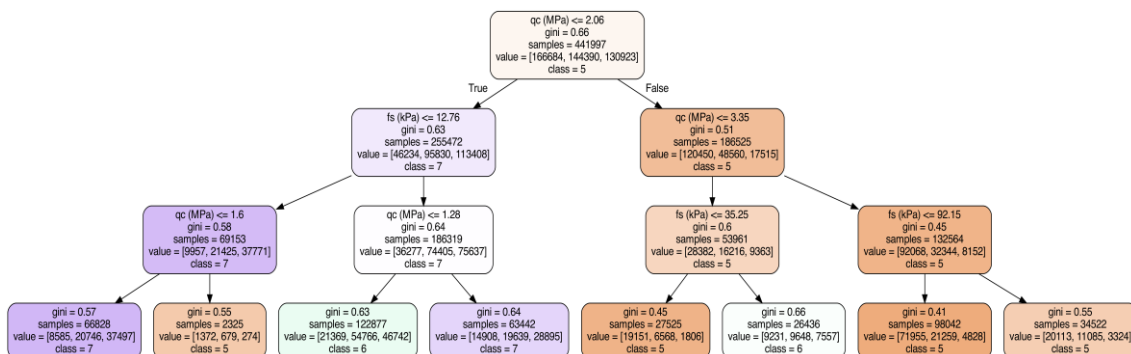 qc (MPa) <= 2.06
gini = 0.66
samples = 441997
value = [166684, 144390, 130923]
class = 5
True
False
fs (kPa) <= 12.76
gini = 0.63
samples = 255472
value = [46234, 95830, 113408]
class = 7
qc (MPa) <= 3.35
gini = 0.51
samples = 186525
value = [120450, 48560, 17515]
class = 5
qc (MPa) <= 1.6
gini = 0.58
samples = 69153
value = [9957, 21425, 37771]
class = 7
qc (MPa) <= 1.28
gini = 0.64
samples = 186319
value = [36277, 74405, 75637]
class = 7
fs (kPa) <= 35.25
gini = 0.6
samples = 53961
value = [28382, 16216, 9363]
class = 5
fs (kPa) <= 92.15
gini = 0.45
samples = 132564
value = [92068, 32344, 8152]
class = 5
gini = 0.57
samples = 66828
value = [8585, 20746, 37497]
class = 7
gini = 0.55
samples = 2325
value = [1372, 679, 274]
class = 5
gini = 0.63
samples = 122877
value = [21369, 54766, 46742]
class = 6
gini = 0.64
samples = 63442
value = [14908, 19639, 28895]
class = 7
gini = 0.45
samples = 27525
value = [19151, 6568, 1806]
class = 5
gini = 0.66
samples = 26436
value = [9231, 9648, 7557]
class = 6
gini = 0.41
samples = 98042
value = [71955, 21259, 4828]
class = 5
gini = 0.55
samples = 34522
value = [20113, 11085, 3324]
class = 5